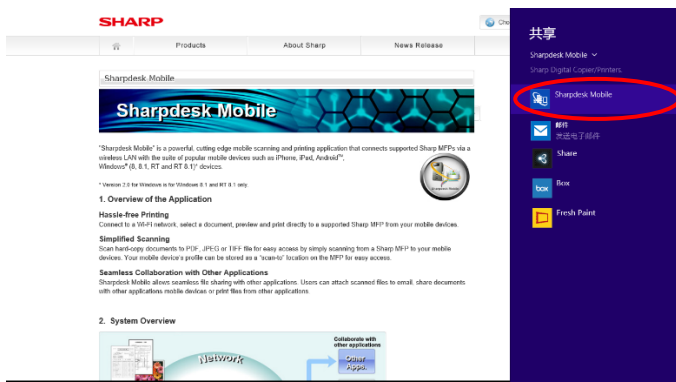 SHARP
Che
Products
About Sharp
News Release
Sharpdesk Mobile
Sharpdesk Mobile
"Sharpdesk Mobile" is a powerful, cutting edge mobile scanning and printing application that connects supported Sharp MFPs via a
wireless LAN with the suite of popular mobile devices such as iPhone, iPad, Android™,
Windows® (8, 8.1, RT and RT 8.1)* devices.
* Version 2.0 for Windows is for Windows 8.1 and RT 8.1 only.
1. Overview of the Application
Hassle-free Printing
Connect to a Wi-Fi network, select a document, preview and print directly to a supported Sharp MFP from your mobile devices.
Simplified Scanning
Scan hard-copy documents to PDF, JPEG or TIFF file for easy access by simply scanning from a Sharp MFP to your mobile
devices. Your mobile device's profile can be stored as a "scan-to" location on the MFP for easy access.
Seamless Collaboration with Other Applications
Sharpdesk Mobile allows seamless file sharing with other applications. Users can attach scanned files to email, share documents
with other applications mobile devices or print files from other applications.
2. System Overview
Network
Collaborate with
other applications
Other
Apps.
共享
Sharpdesk Mobile
Sharp Digital Copier/Printers
Sharpdesk Mobile
邮件
发送电子邮件
Share
box
Box
Fresh Paint